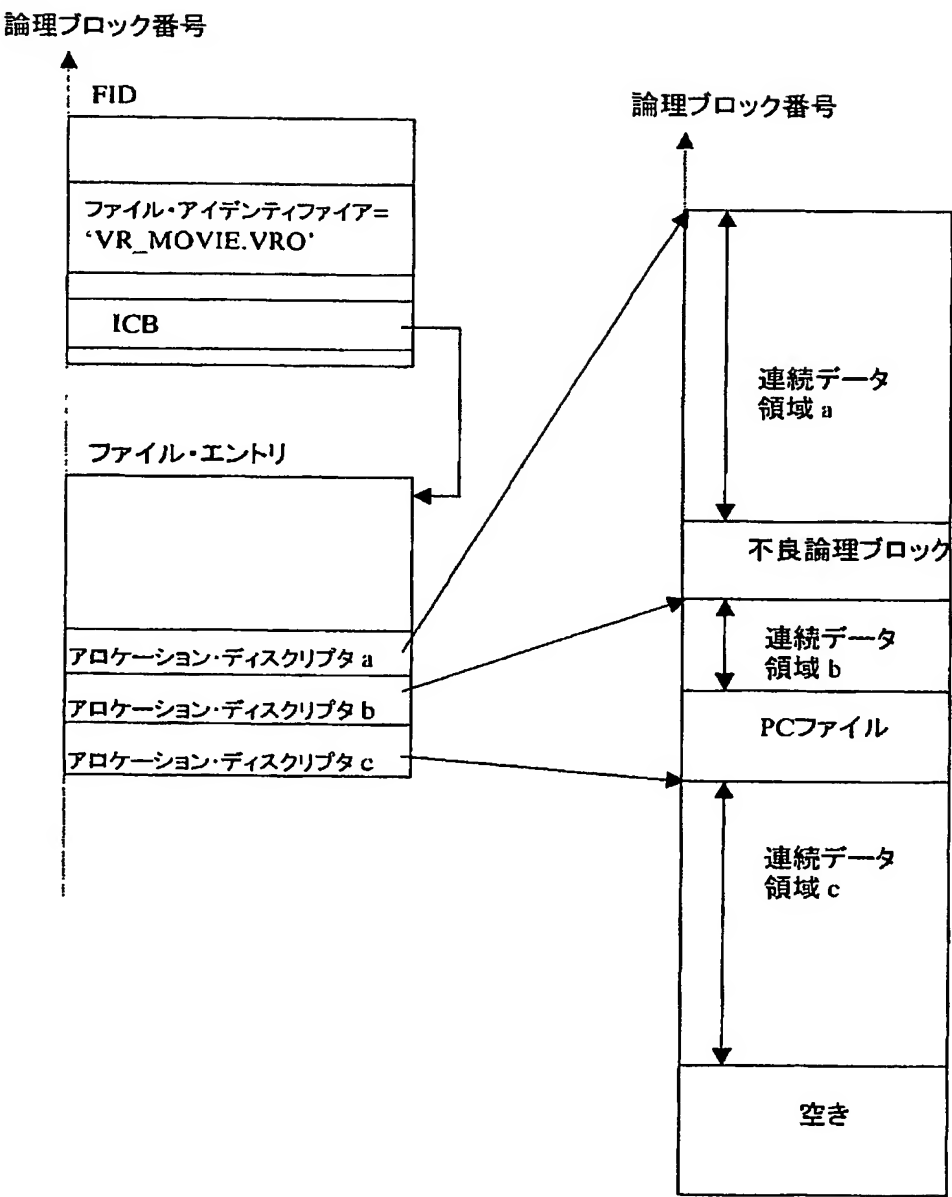 論理ブロック番号
FID
ファイル・アイデンティファイア=
‘VR_MOVIE.VRO’
ICB
ファイル・エントリ
アロケーション・ディスクリプタ a
アロケーション・ディスクリプタ b
アロケーション・ディスクリプタ c
論理ブロック番号
連続データ
領域 a
不良論理ブロック
連続データ
領域 b
PCファイル
連続データ
領域 c
空き